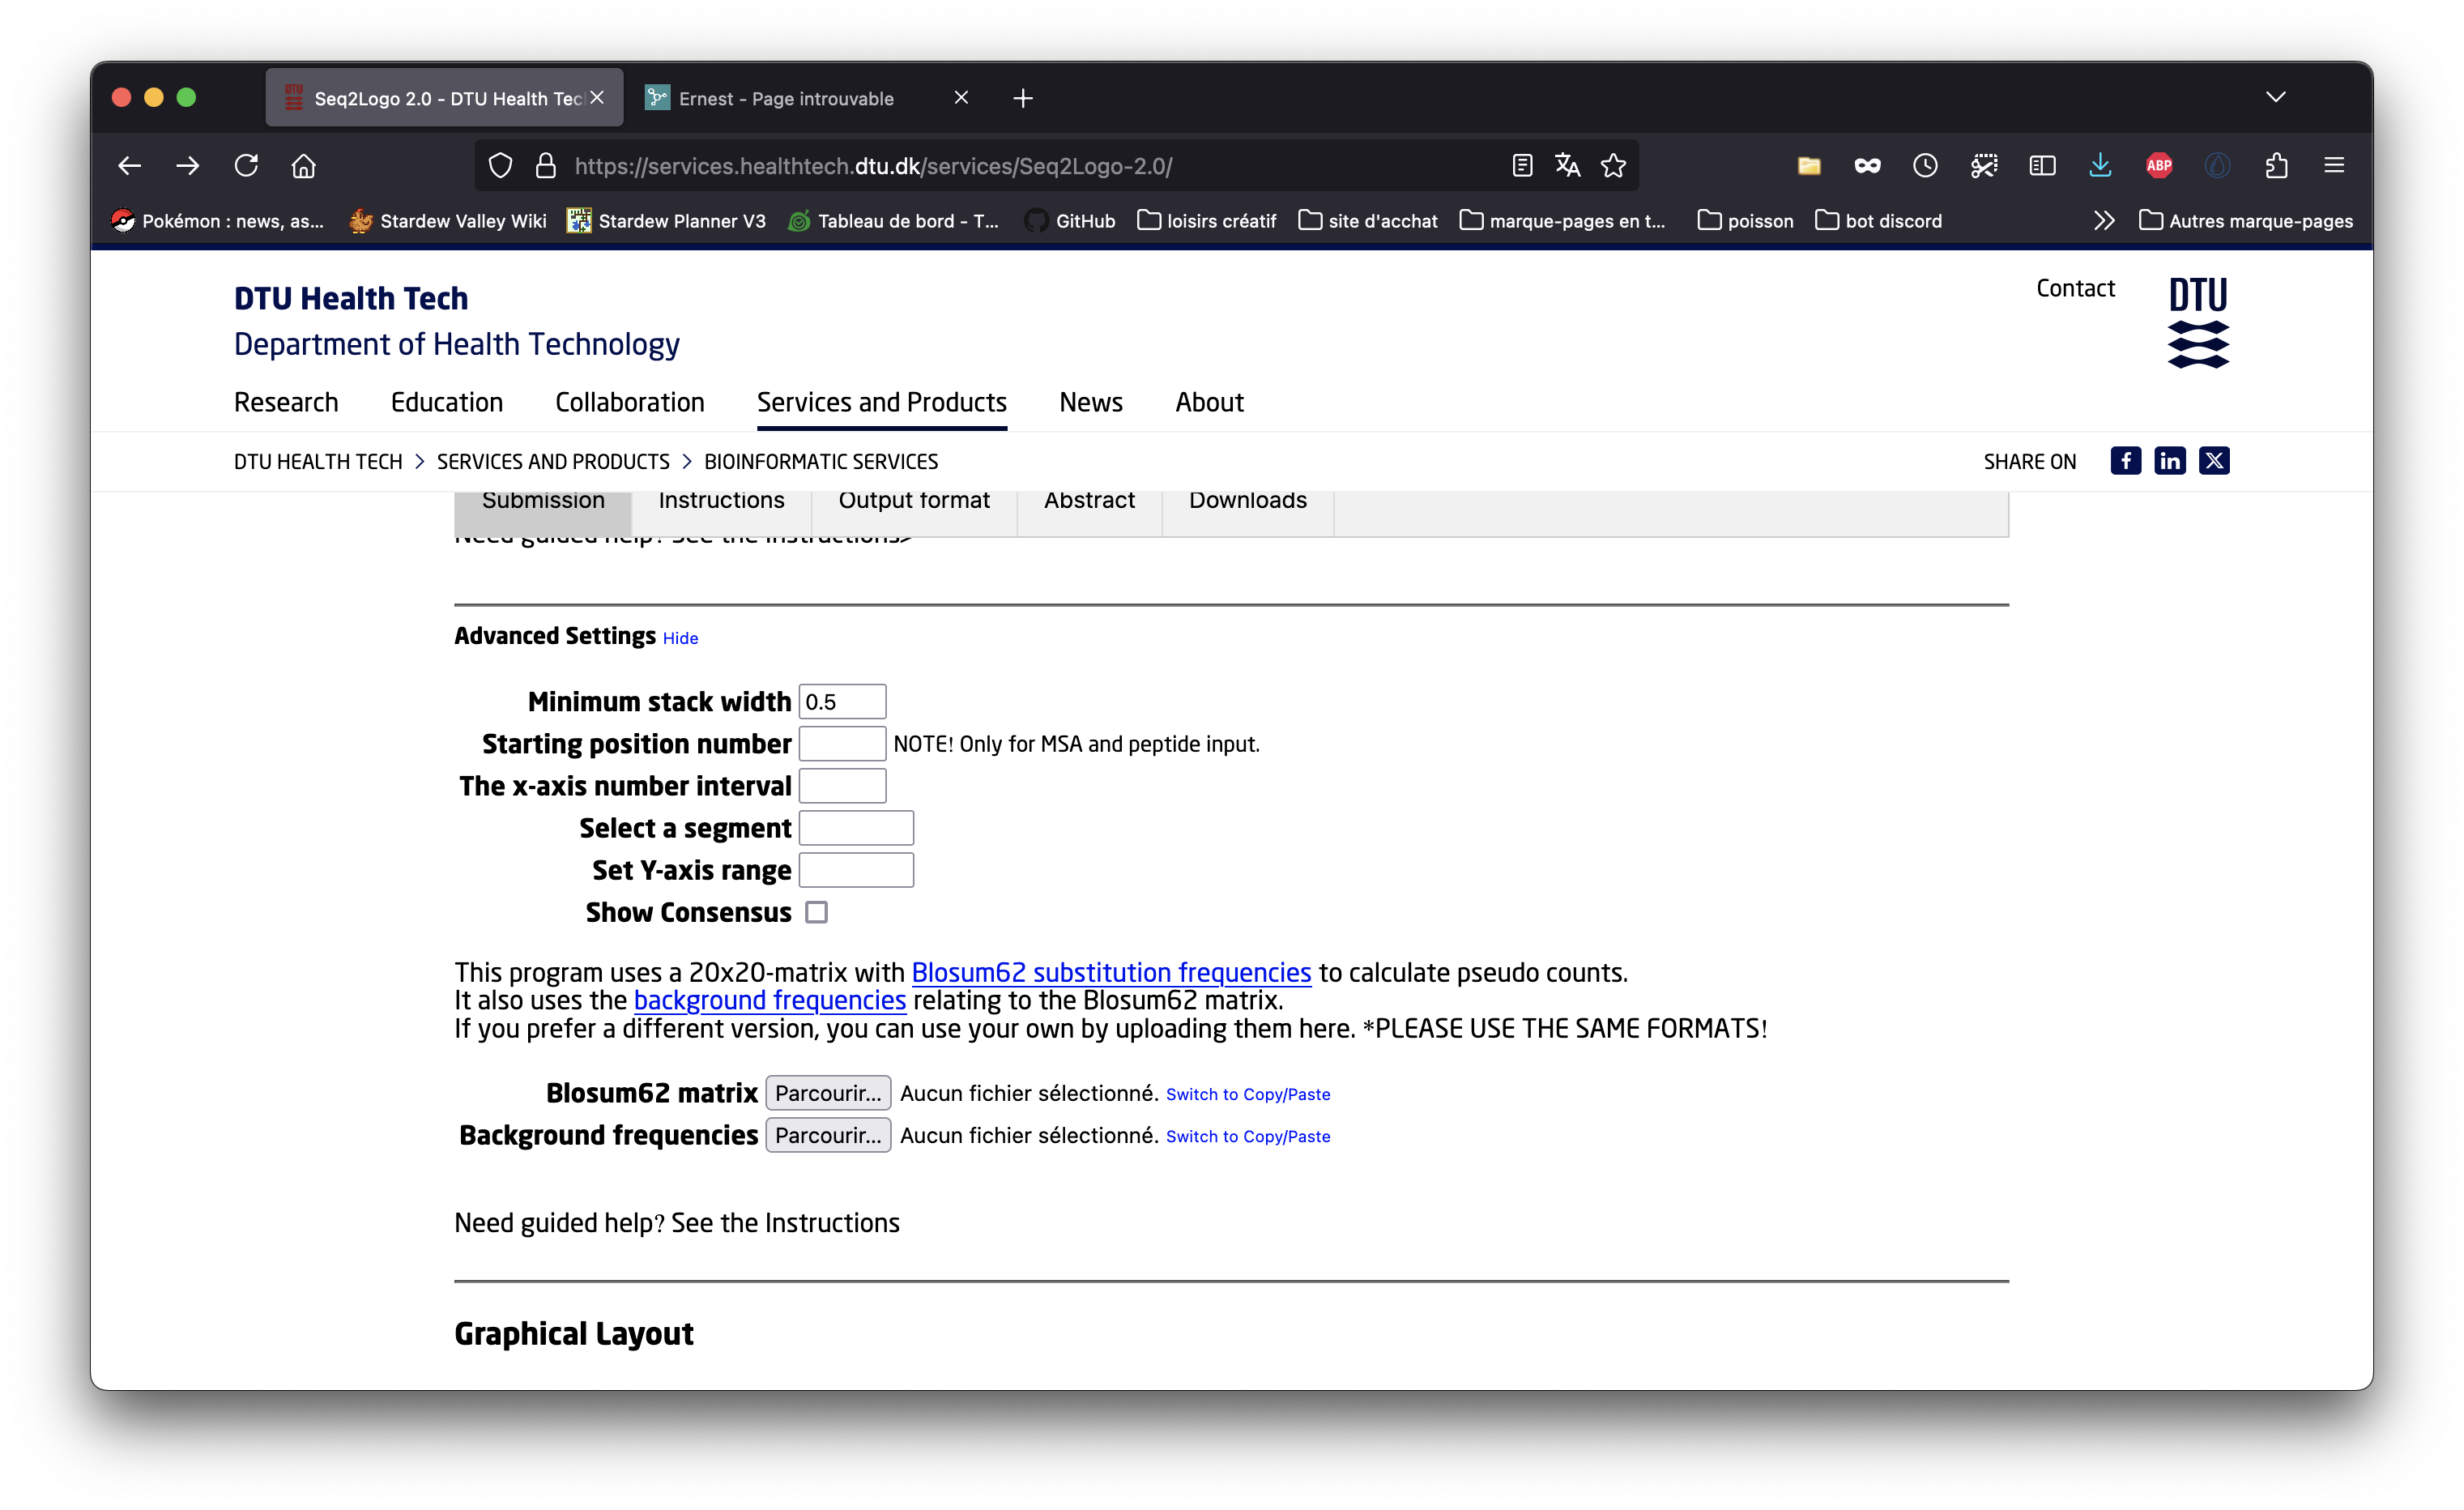 Seq2Logo 2.0 - DTU Health Tec
Ernest - Page introuvable
https://services.healthtech.dtu.dk/services/Seq2Logo-2.0/
ABP
Pokémon : news, as...
Stardew Valley Wiki
Stardew Planner V3
Tableau de bord - T...
GitHub
loisirs créatif
site d'acchat
marque-pages en t...
poisson
bot discord
Autres marque-pages
DTU Health Tech
Department of Health Technology
Contact
DTU
Research Education Collaboration Services and Products News About
DTU HEALTH TECH > SERVICES AND PRODUCTS > BIOINFORMATIC SERVICES
SHARE ON
Submission Instructions Output format Abstract Downloads
Need guided help? See the Instructions>
Advanced Settings Hide
Minimum stack width 0.5
Starting position number NOTE! Only for MSA and peptide input.
The x-axis number interval
Select a segment
Set Y-axis range
Show Consensus
This program uses a 20x20-matrix with Blosum62 substitution frequencies to calculate pseudo counts.
It also uses the background frequencies relating to the Blosum62 matrix.
If you prefer a different version, you can use your own by uploading them here. *PLEASE USE THE SAME FORMATS!
Blosum62 matrix Parcourir... Aucun fichier sélectionné. Switch to Copy/Paste
Background frequencies Parcourir... Aucun fichier sélectionné. Switch to Copy/Paste
Need guided help? See the Instructions
Graphical Layout